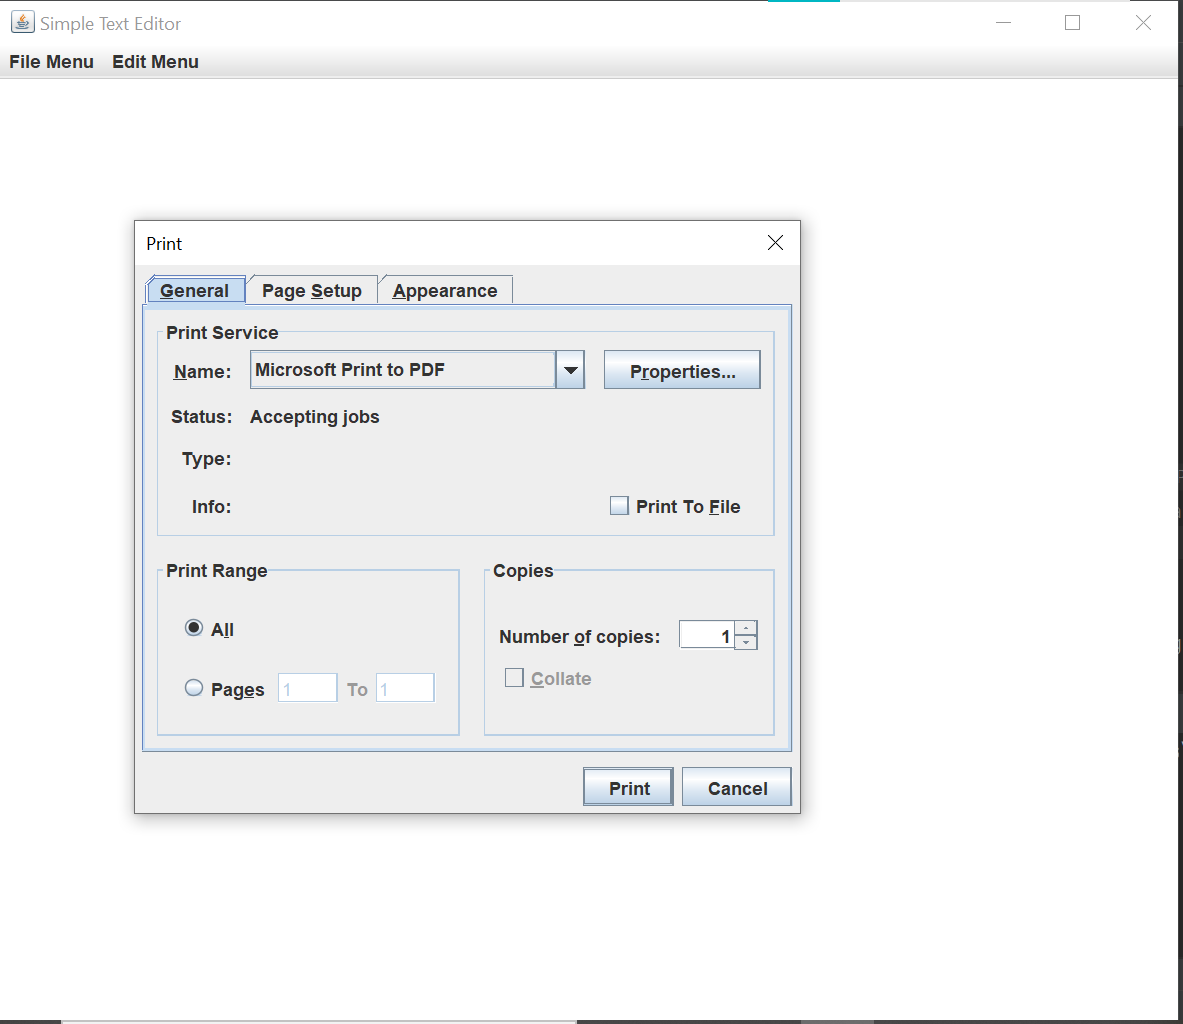 Simple Text Editor
File Menu Edit Menu
Print
General Page Setup Appearance
Print Service
Name: Microsoft Print to PDF Properties...
Status: Accepting jobs
Type:
Info: Print To File
Print Range Copies
All
Number of copies: 1
Pages 1 To 1
Collate
Print Cancel